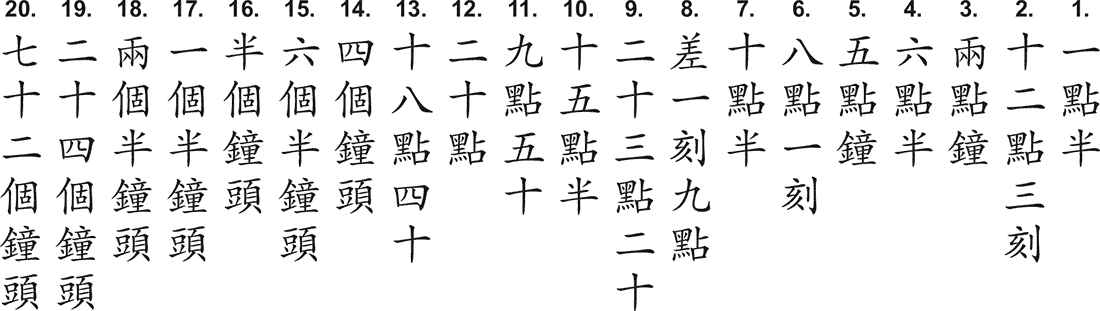 1. 一點半
2. 十二點三刻
3. 兩點鐘
4. 六點半
5. 五點鐘
6. 八點一刻
7. 十點半
8. 差一刻九點
9. 二十三點二十
10. 十五點半
11. 九點五十
12. 二十點
13. 十八點四十
14. 四個鐘頭
15. 六個半鐘頭
16. 半個鐘頭
17. 一個半鐘頭
18. 兩個半鐘頭
19. 二十四個鐘頭
20. 七十二個鐘頭